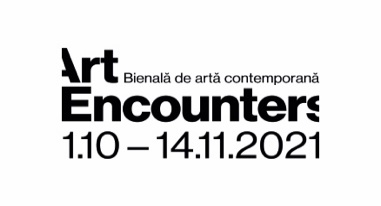 Art Bienală de artă contemporană
Encounters
1.10 – 14.11.2021